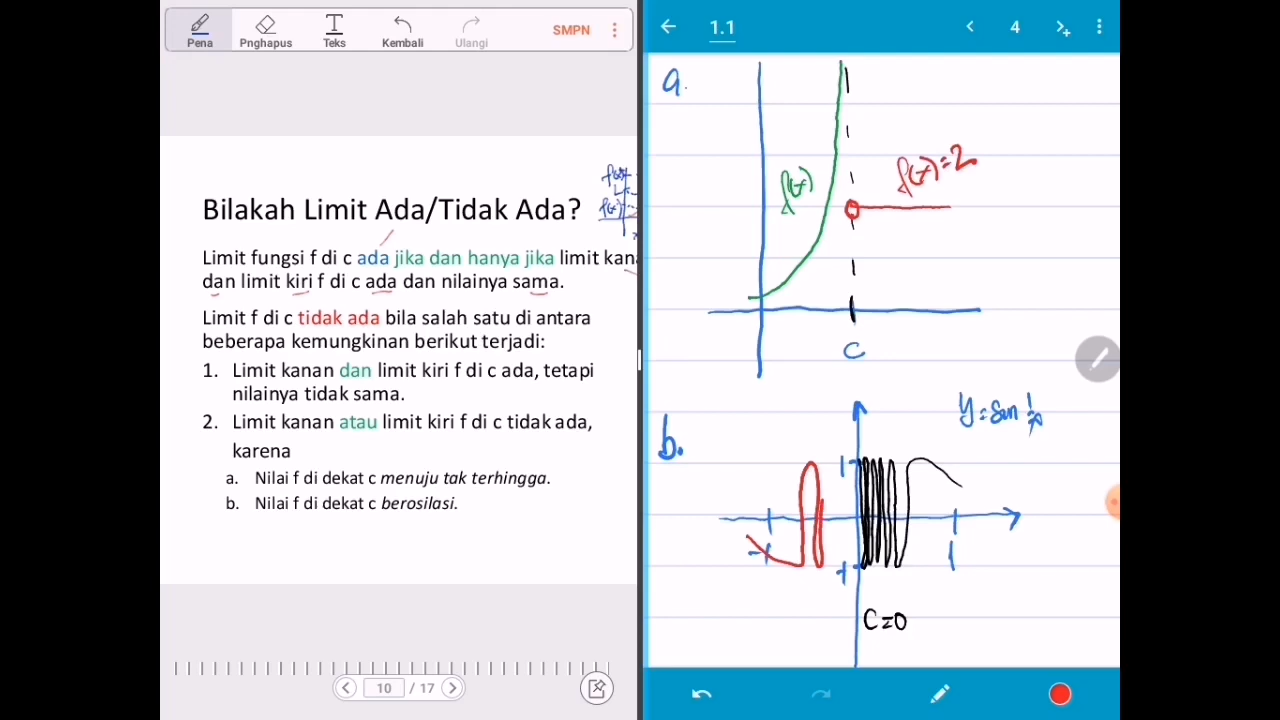 Pena
Pnghapus
Teks
Kembali
Ulangi
SMPN
Bilakah Limit Ada/Tidak Ada?
Limit fungsi f di c ada jika dan hanya jika limit kana
dan limit kiri f di c ada dan nilainya sama.
Limit f di c tidak ada bila salah satu di antara
beberapa kemungkinan berikut terjadi:
1. Limit kanan dan limit kiri f di c ada, tetapi
nilainya tidak sama.
2. Limit kanan atau limit kiri f di c tidak ada,
karena
a. Nilai f di dekat c menuju tak terhingga.
b. Nilai f di dekat c berosilasi.
10 / 17
1.1
4
a.
f(x)
f(x)=2
c
b.
y = sin 1/x
1
-1
-1
1
C=0